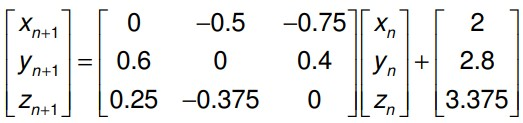 [x_{n+1}] = [0 −0.5 −0.75] [x_n] + [2]
[y_{n+1}] = [0.6 0 0.4] [y_n] + [2.8]
[z_{n+1}] = [0.25 −0.375 0] [z_n] + [3.375]